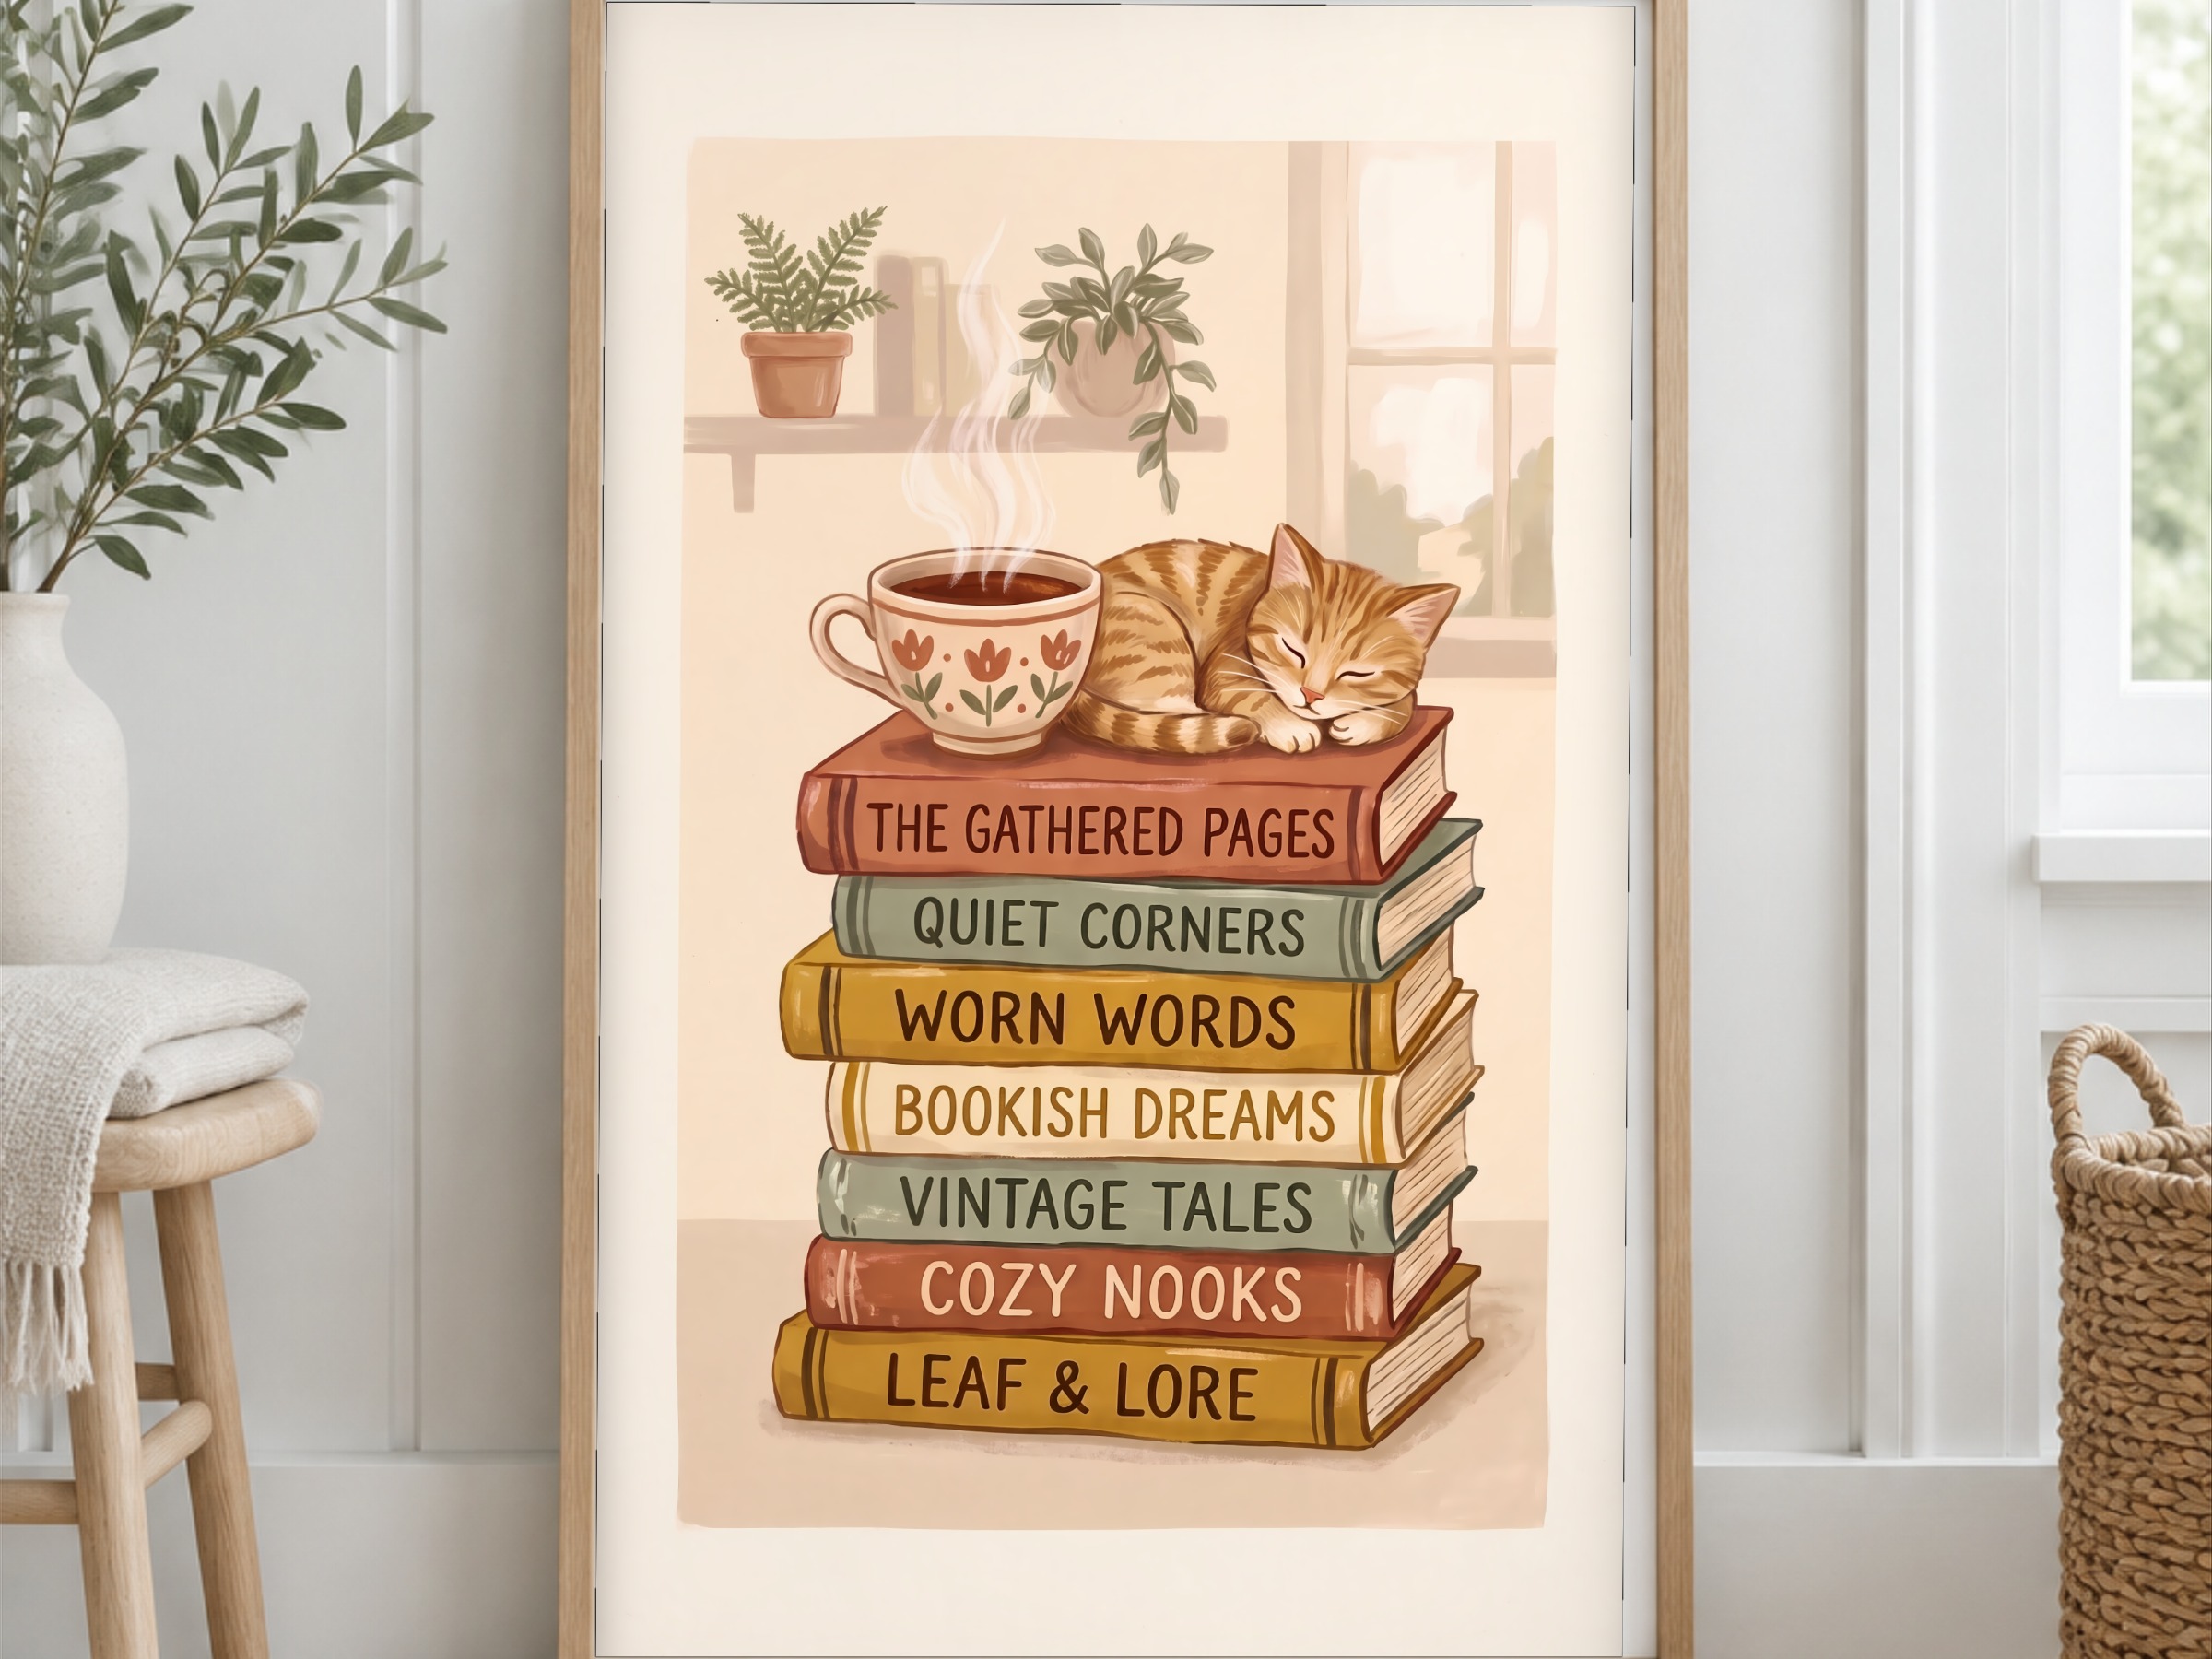 THE GATHERED PAGES
QUIET CORNERS
WORN WORDS
BOOKISH DREAMS
VINTAGE TALES
COZY NOOKS
LEAF & LORE